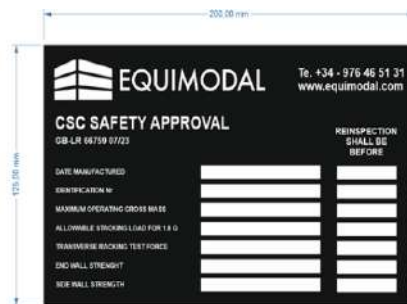 200,00 mm
125,00 mm
EQUIMODAL
Te. +34 - 976 46 51 31
www.equimodal.com
CSC SAFETY APPROVAL
GB-LR 66759 07/23
REINSPECTION
SHALL BE
BEFORE
DATE MANUFACTURED
IDENTIFICATION Nr
MAXIMUM OPERATING GROSS MASS
ALLOWABLE STACKING LOAD FOR 1.8 G
TRANSVERSE RACKING TEST FORCE
END WALL STRENGHT
SIDE WALL STRENGTH